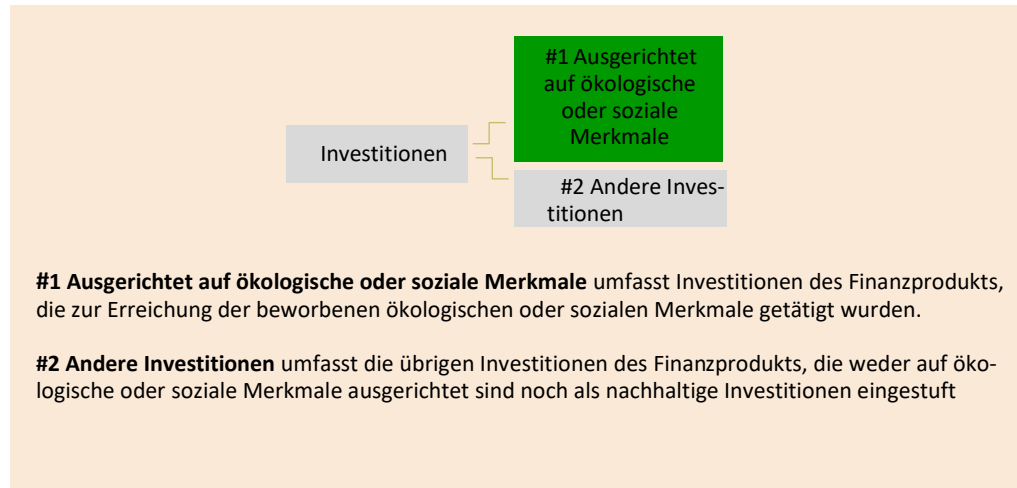 #1 Ausgerichtet
auf ökologische
oder soziale
Merkmale
Investitionen
#2 Andere Inves-
titionen
#1 Ausgerichtet auf ökologische oder soziale Merkmale umfasst Investitionen des Finanzprodukts,
die zur Erreichung der beworbenen ökologischen oder sozialen Merkmale getätigt wurden.
#2 Andere Investitionen umfasst die übrigen Investitionen des Finanzprodukts, die weder auf öko-
logische oder soziale Merkmale ausgerichtet sind noch als nachhaltige Investitionen eingestuft